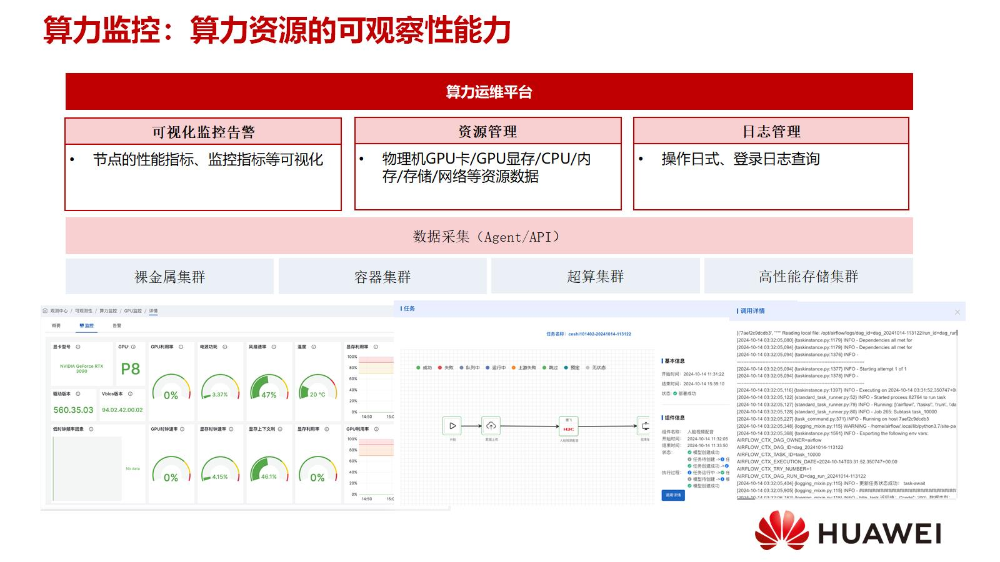 算力监控：算力资源的可观察性能力
算力运维平台
可视化监控告警
• 节点的性能指标、监控指标等可视化
资源管理
• 物理机GPU卡/GPU显存/CPU/内
存/存储/网络等资源数据
日志管理
• 操作日式、登录日志查询
数据采集（Agent/API）
裸金属集群
容器集群
超算集群
高性能存储集群
观测中心 / 可观测性 / 算力监控 / GPU监控 / 详情
概要 监控 告警
显卡型号
NVIDIA GeForce RTX
3090
P8
驱动版本
560.35.03
Vbios版本
94.02.42.00.02
GPU利用率
0%
电源功耗
3.37%
风扇速率
47%
温度
20 °C
显存利用率
100%
80%
60%
40%
20%
0%
14:50
低时钟频率因素
No data
GPU时钟速率
0%
显存时钟速率
4.15%
显存上下文利
46.1%
显存利用率
0%
GPU利用率
100%
80%
60%
40%
20%
0%
14:50
任务
任务名称：ceshi101402-20241014-113122
成功 失败 队列中 运行中 上游失败 跳过 预定 无状态
开始
数据上传
H3C
人脸视频配音
基本信息
开始时间：2024-10-14 11:31:22
结束时间：2024-10-14 15:39:10
状态：部署成功
组件信息
组件名称：人脸视频配音
开始时间：2024-10-14 11:32:05
结束时间：2024-10-14 11:33:50
状态：模型创建成功
任务待创建 ->
任务创建成功 ->
执行过程：任务运行中 ->
模型待创建 ->
模型创建成功
调用详情
调用详情
[('7aef2c9dcdb3', '*** Reading local file: /opt/airflow/logs/dag_id=dag_20241014-113122/run_id=dag_run
[2024-10-14 03:32:05,080] {taskinstance.py:1179} INFO - Dependencies all met for
[2024-10-14 03:32:05,094] {taskinstance.py:1179} INFO - Dependencies all met for
[2024-10-14 03:32:05,094] {taskinstance.py:1376} INFO -
--------------------------------------------------------------------------------
[2024-10-14 03:32:05,094] {taskinstance.py:1377} INFO - Starting attempt 1 of 1
[2024-10-14 03:32:05,094] {taskinstance.py:1378} INFO -
--------------------------------------------------------------------------------
[2024-10-14 03:32:05,116] {taskinstance.py:1397} INFO - Executing on 2024-10-14 03:31:52.350747+0
[2024-10-14 03:32:05,122] {standard_task_runner.py:52} INFO - Started process 82764 to run task
[2024-10-14 03:32:05,127] {standard_task_runner.py:79} INFO - Running: ['airflow', 'tasks', 'run', 'da
[2024-10-14 03:32:05,128] {standard_task_runner.py:80} INFO - Job 265: Subtask task_10000
[2024-10-14 03:32:05,227] {task_command.py:371} INFO - Running on host 7aef2c9dcdb3
[2024-10-14 03:32:05,348] {logging_mixin.py:115} WARNING - /home/airflow/.local/lib/python3.7/site-pa
[2024-10-14 03:32:05,368] {taskinstance.py:1591} INFO - Exporting the following env vars:
AIRFLOW_CTX_DAG_OWNER=airflow
AIRFLOW_CTX_DAG_ID=dag_20241014-113122
AIRFLOW_CTX_TASK_ID=task_10000
AIRFLOW_CTX_EXECUTION_DATE=2024-10-14T03:31:52.350747+00:00
AIRFLOW_CTX_TRY_NUMBER=1
AIRFLOW_CTX_DAG_RUN_ID=dag_run_20241014-113122
[2024-10-14 03:32:05,404] {logging_mixin.py:115} INFO - 更新任务状态成功： task-await
[2024-10-14 03:32:05,905] {logging_mixin.py:115} INFO - ####################################
HUAWEI